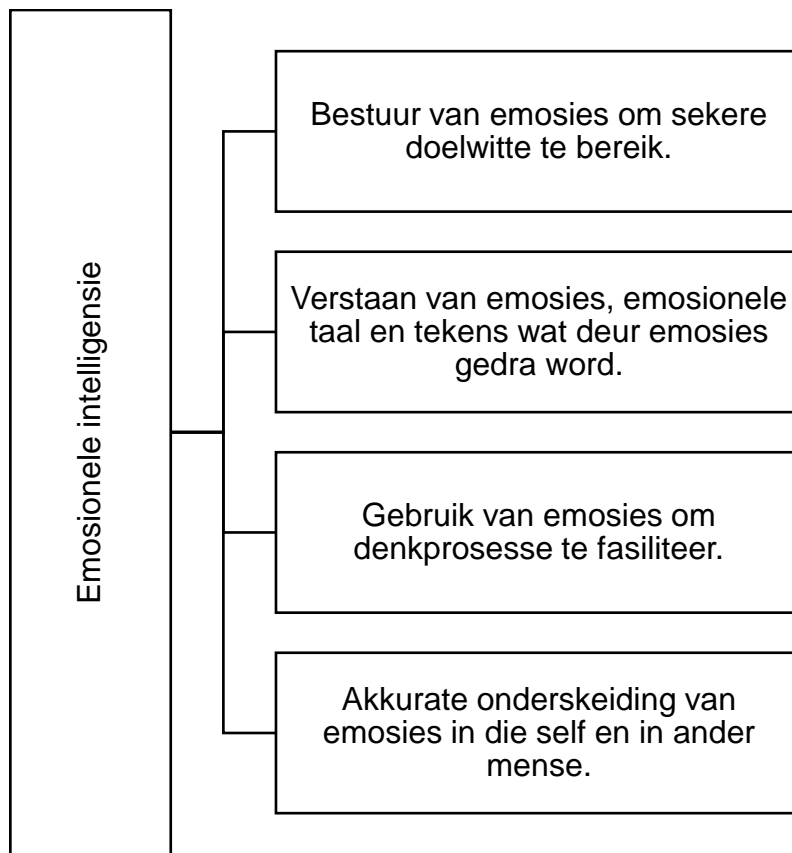 Emosionele intelligensie
Bestuur van emosies om sekere
doelwitte te bereik.
Verstaan van emosies, emosionele
taal en tekens wat deur emosies
gedra word.
Gebruik van emosies om
denkprosesse te fasiliteer.
Akkurate onderskeiding van
emosies in die self en in ander
mense.